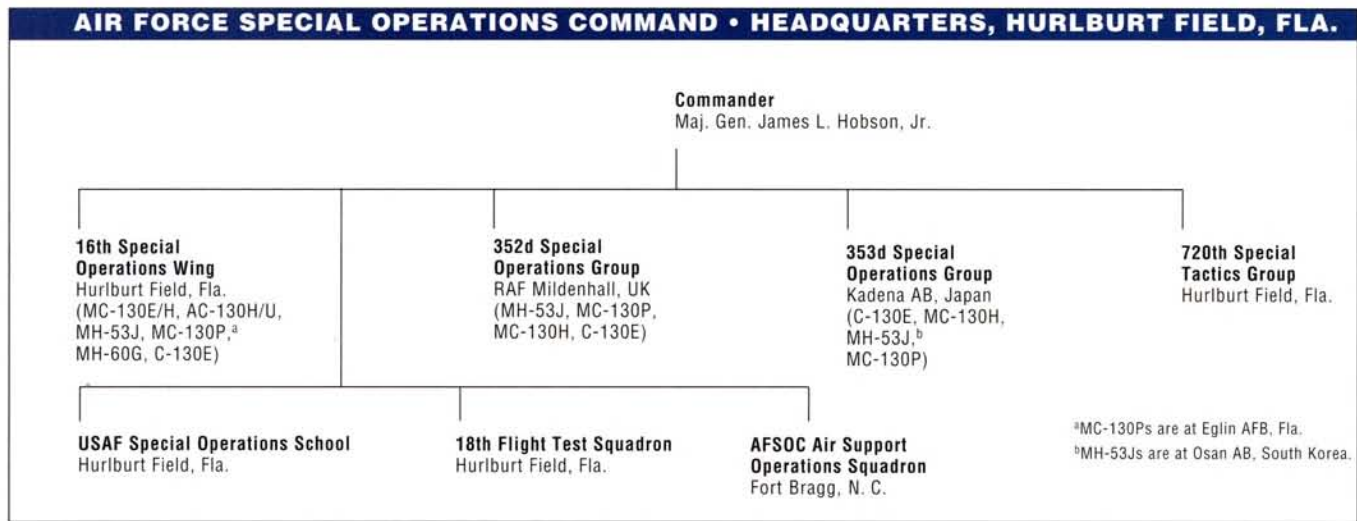 AIR FORCE SPECIAL OPERATIONS COMMAND • HEADQUARTERS, HURLBURT FIELD, FLA.
Commander
Maj. Gen. James L. Hobson, Jr.
16th Special
Operations Wing
Hurlburt Field, Fla.
(MC-130E/H, AC-130H/U,
MH-53J, MC-130P,ᵃ
MH-60G, C-130E)
352d Special
Operations Group
RAF Mildenhall, UK
(MH-53J, MC-130P,
MC-130H, C-130E)
353d Special
Operations Group
Kadena AB, Japan
(C-130E, MC-130H,
MH-53J,ᵇ
MC-130P)
720th Special
Tactics Group
Hurlburt Field, Fla.
USAF Special Operations School
Hurlburt Field, Fla.
18th Flight Test Squadron
Hurlburt Field, Fla.
AFSOC Air Support
Operations Squadron
Fort Bragg, N. C.
ᵃMC-130Ps are at Eglin AFB, Fla.
ᵇMH-53Js are at Osan AB, South Korea.